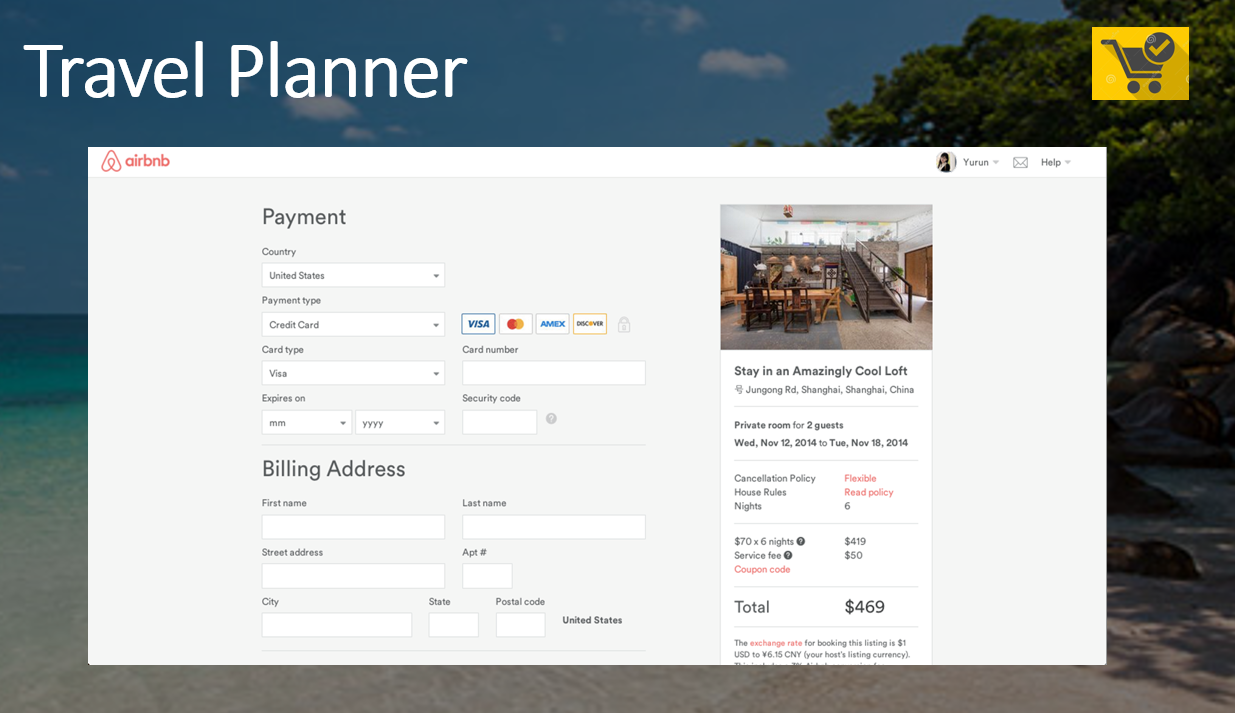 Travel Planner
airbnb
Yurun
Help
Payment
Country
United States
Payment type
Credit Card
VISA
AMEX
DISCOVER
Card type
Card number
Visa
Expires on
Security code
mm
yyyy
?
Billing Address
First name
Last name
Street address
Apt #
City
State
Postal code
United States
Stay in an Amazingly Cool Loft
号 Jungong Rd, Shanghai, Shanghai, China
Private room for 2 guests
Wed, Nov 12, 2014 to Tue, Nov 18, 2014
Cancellation Policy Flexible
House Rules Read policy
Nights 6
$70 x 6 nights ? $419
Service fee ? $50
Coupon code
Total $469
The exchange rate for booking this listing is $1
USD to ¥6.15 CNY (your host's listing currency).